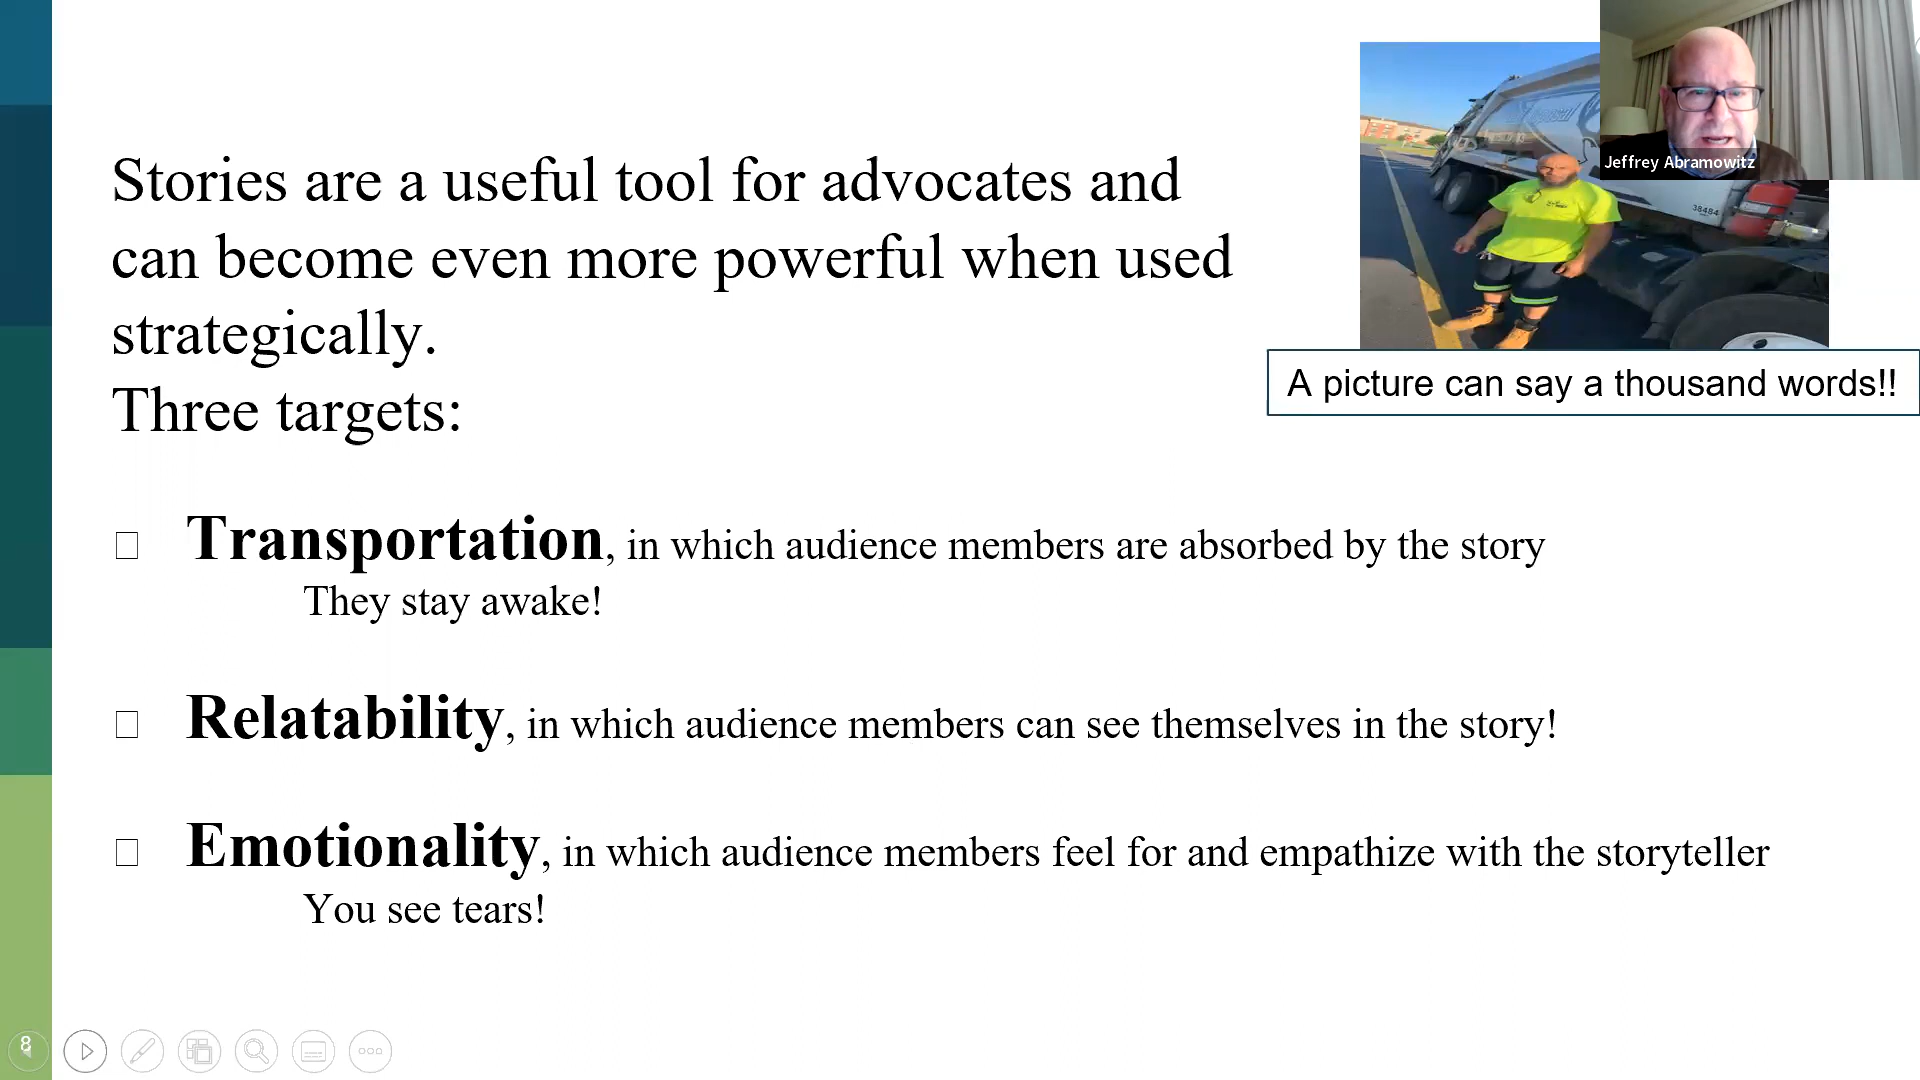 Stories are a useful tool for advocates and
can become even more powerful when used
strategically.
Three targets:
Jeffrey Abramowitz
38484
A picture can say a thousand words!!
Transportation, in which audience members are absorbed by the story
They stay awake!
Relatability, in which audience members can see themselves in the story!
Emotionality, in which audience members feel for and empathize with the storyteller
You see tears!
8